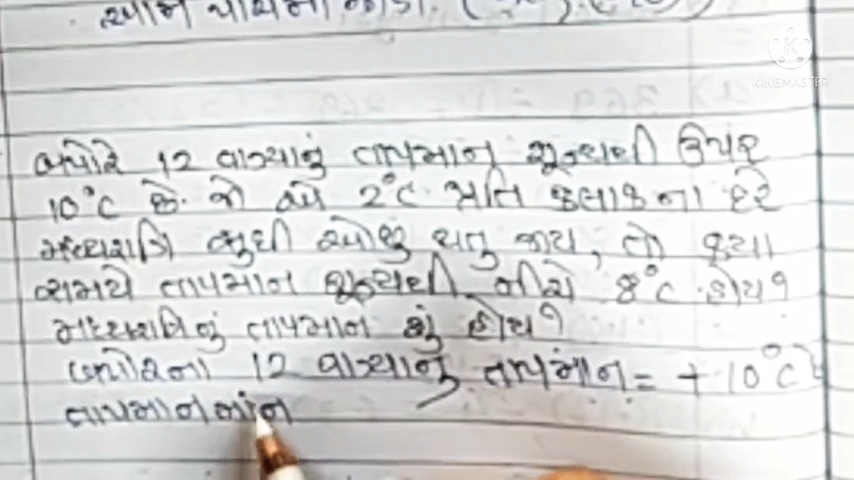 KINEMASTER
બપોરે 12 વાગ્યાનું તાપમાન શૂન્યથી ઉપર
10°C છે. જો એ 2°C પ્રતિ કલાકના દરે
મધ્યરાત્રિ સુધી ઓછું થતુ જાય, તો કયા
સમયે તાપમાન શૂન્યથી નીચે 8°C હોય?
મધ્યરાત્રિનું તાપમાન શું હોય?
બપોરના 12 વાગ્યાનું તાપમાન = + 10°C
તાપમાનમાં